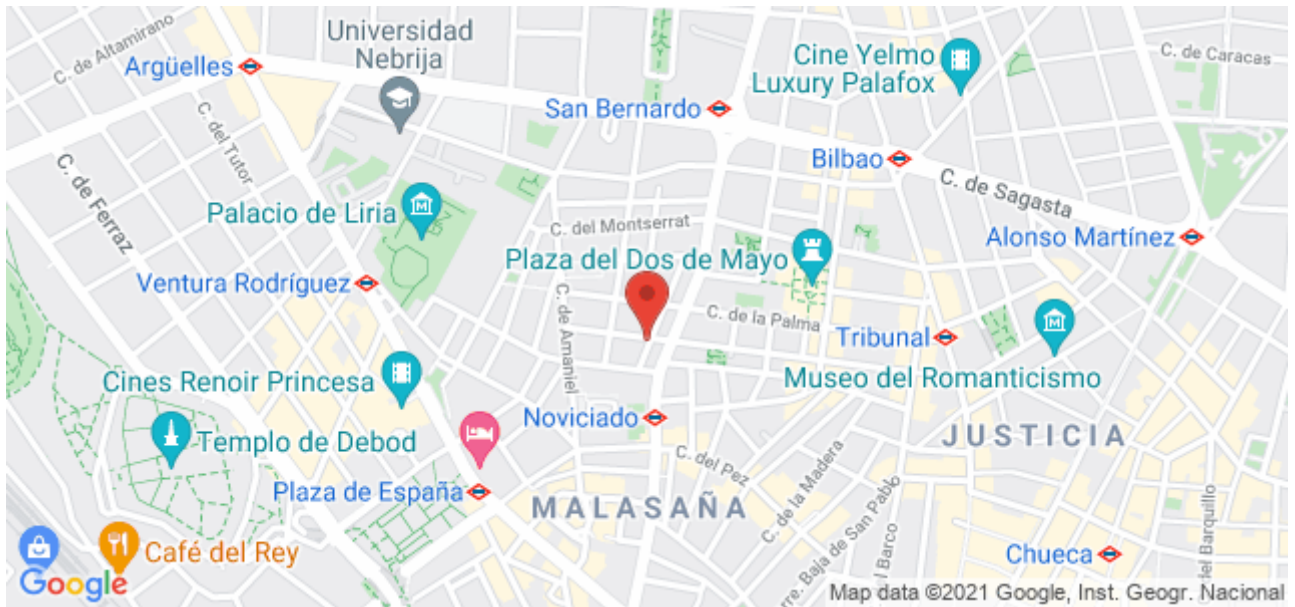 Universidad
Nebrija
C. de Altamirano
Argüelles
Cine Yelmo
Luxury Palafox
C. de Caracas
San Bernardo
C. del Tutor
Bilbao
C. de Sagasta
C. de Ferraz
Palacio de Liria
C. del Montserrat
Alonso Martínez
Plaza del Dos de Mayo
Ventura Rodríguez
C. de Amaniel
C. de la Palma
Tribunal
Cines Renoir Princesa
Museo del Romanticismo
Noviciado
JUSTICIA
Templo de Debod
C. del Pez
C. de la Madera
Plaza de España
MALASAÑA
Baja de San Pablo
del Barco
del Barquillo
Café del Rey
Chueca
Google
Map data ©2021 Google, Inst. Geogr. Nacional